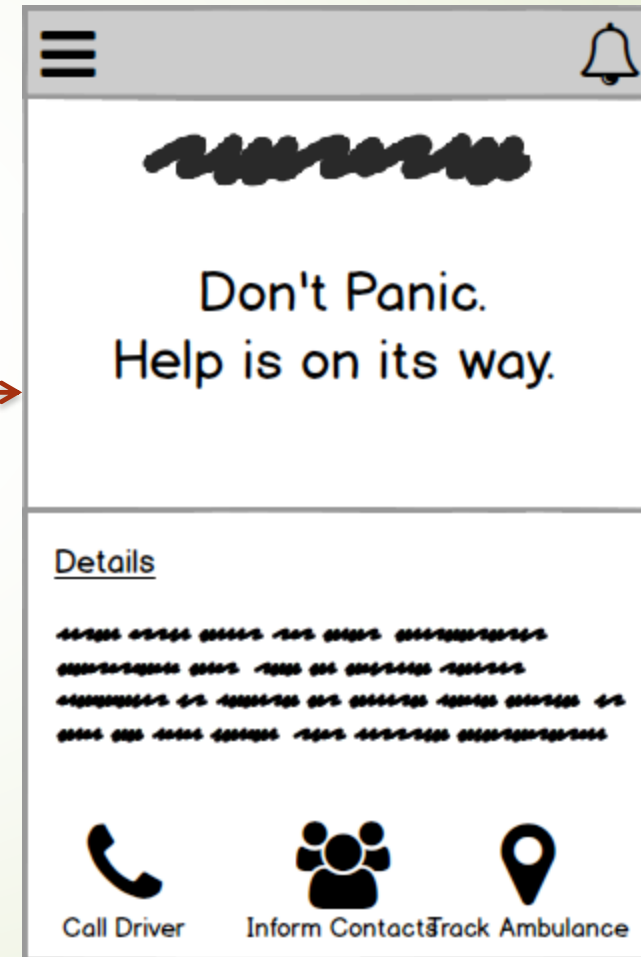 Don't Panic.
Help is on its way.
Details
Call Driver
Inform Contacts
Track Ambulance